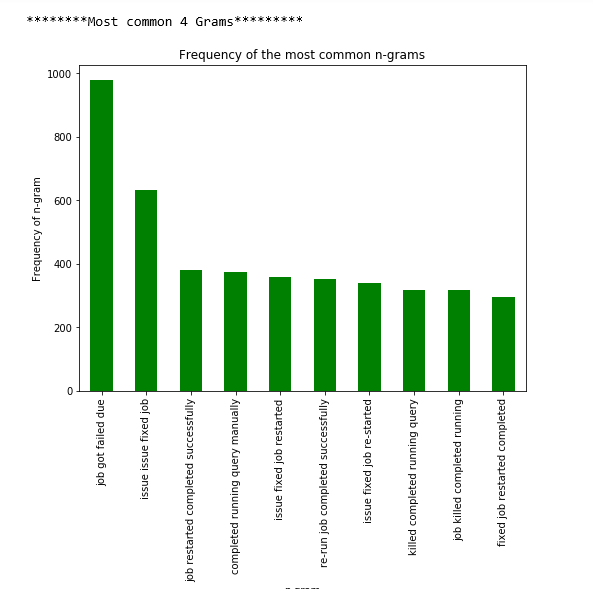 ********Most common 4 Grams*********
Frequency of the most common n-grams
Frequency of n-gram
1000
800
600
400
200
0
job got failed due
issue issue fixed job
job restarted completed successfully
completed running query manually
issue fixed job restarted
re-run job completed successfully
issue fixed job re-started
killed completed running query
job killed completed running
fixed job restarted completed